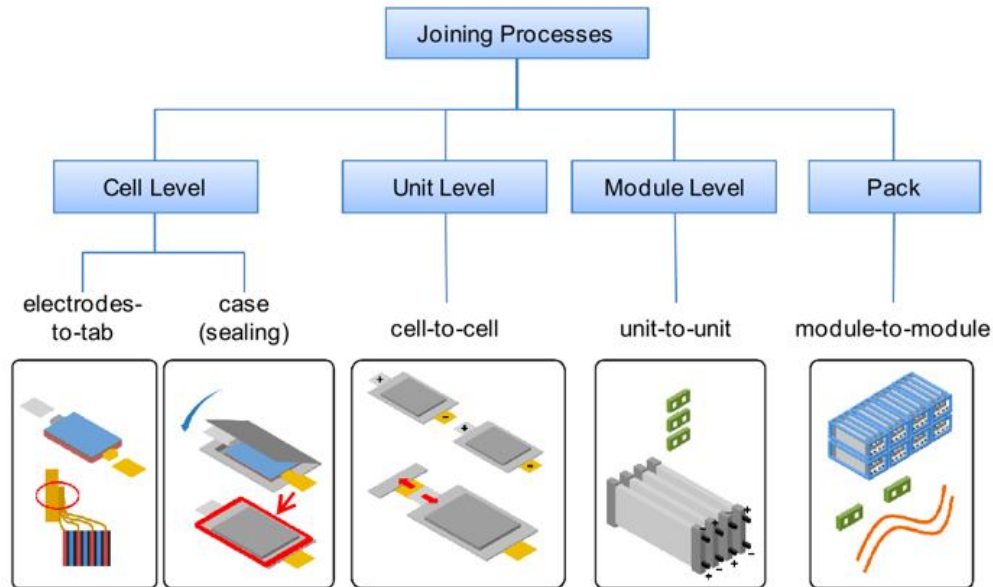 Joining Processes
Cell Level
Unit Level
Module Level
Pack
electrodes-
to-tab
case
(sealing)
cell-to-cell
unit-to-unit
module-to-module
+
-
+
-
- + - +
+ - + -